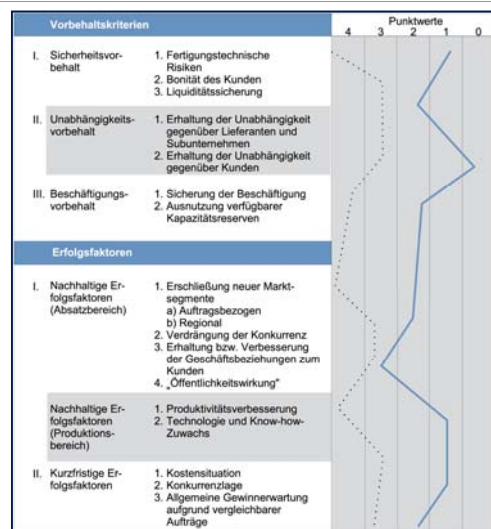 Vorbehaltskriterien
Punktwerte
4 3 2 1 0
I. Sicherheitsvor-
behalt
1. Fertigungstechnische
Risiken
2. Bonität des Kunden
3. Liquiditätssicherung
II. Unabhängigkeits-
vorbehalt
1. Erhaltung der Unabhängigkeit
gegenüber Lieferanten und
Subunternehmen
2. Erhaltung der Unabhängigkeit
gegenüber Kunden
III. Beschäftigungs-
vorbehalt
1. Sicherung der Beschäftigung
2. Ausnutzung verfügbarer
Kapazitätsreserven
Erfolgsfaktoren
I. Nachhaltige Er-
folgsfaktoren
(Absatzbereich)
1. Erschließung neuer Markt-
segmente
a) Auftragsbezogen
b) Regional
2. Verdrängung der Konkurrenz
3. Erhaltung bzw. Verbesserung
der Geschäftsbeziehungen zum
Kunden
4. „Öffentlichkeitswirkung"
Nachhaltige Er-
folgsfaktoren
(Produktions-
bereich)
1. Produktivitätsverbesserung
2. Technologie und Know-how-
Zuwachs
II. Kurzfristige Er-
folgsfaktoren
1. Kostensituation
2. Konkurrenzlage
3. Allgemeine Gewinnerwartung
aufgrund vergleichbarer
Aufträge